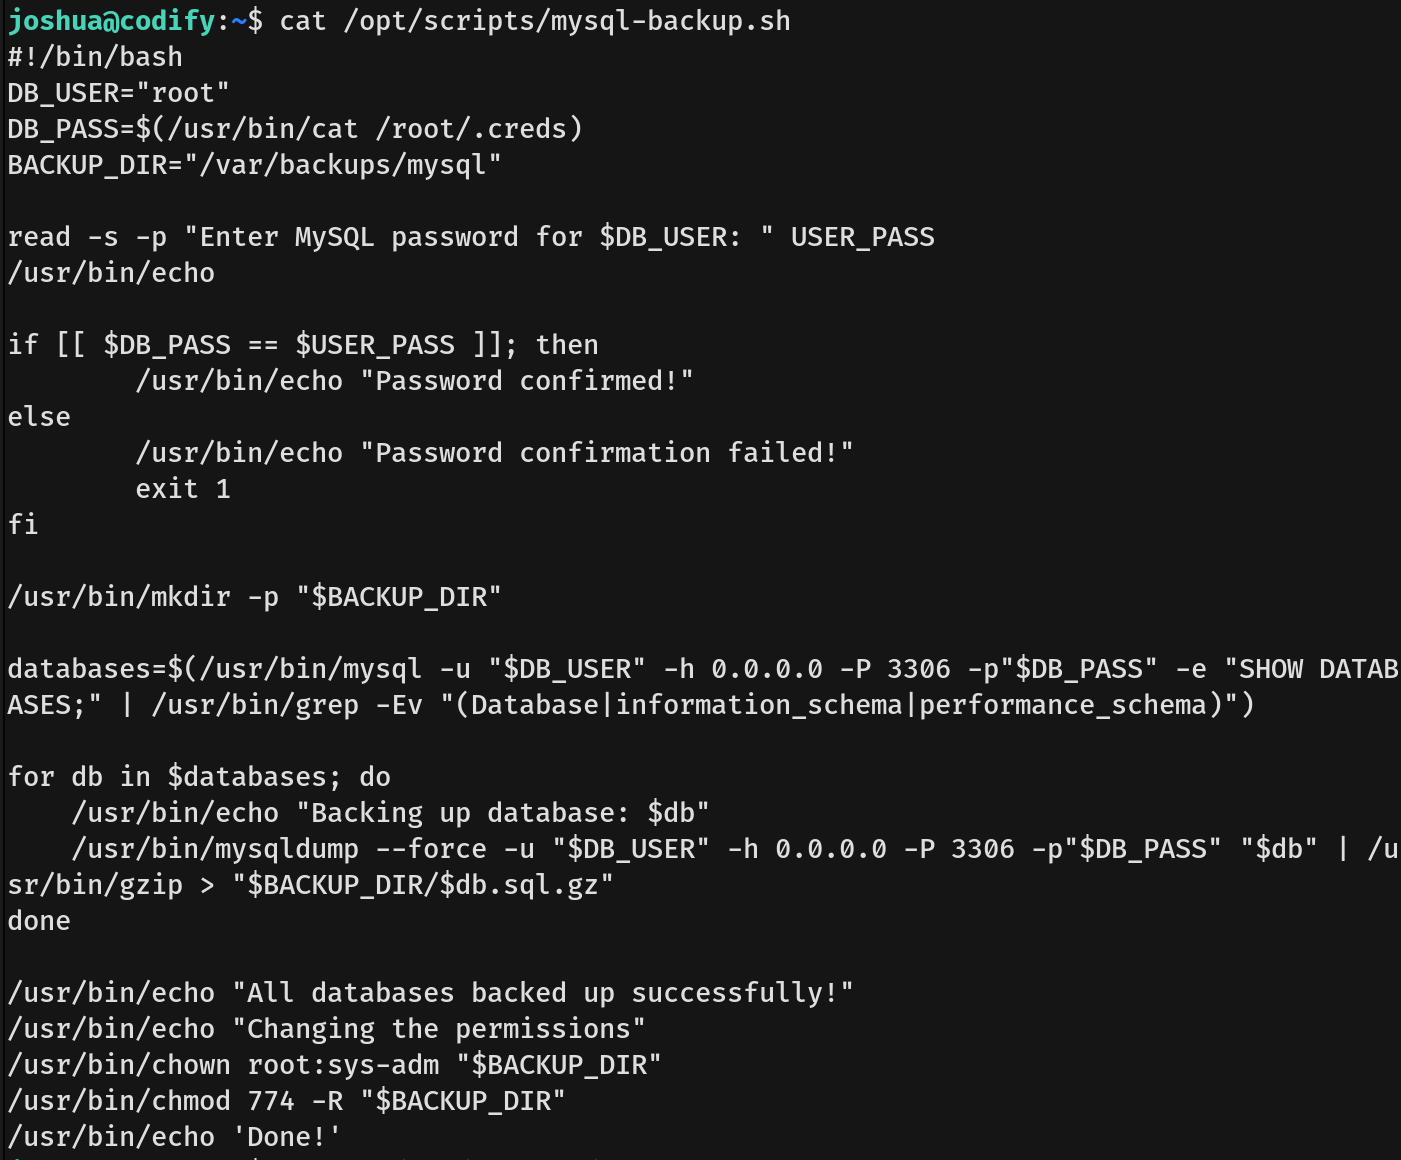 joshua@codify:~$ cat /opt/scripts/mysql-backup.sh
#!/bin/bash
DB_USER="root"
DB_PASS=$(/usr/bin/cat /root/.creds)
BACKUP_DIR="/var/backups/mysql"

read -s -p "Enter MySQL password for $DB_USER: " USER_PASS
/usr/bin/echo

if [[ $DB_PASS == $USER_PASS ]]; then
        /usr/bin/echo "Password confirmed!"
else
        /usr/bin/echo "Password confirmation failed!"
        exit 1
fi

/usr/bin/mkdir -p "$BACKUP_DIR"

databases=$(/usr/bin/mysql -u "$DB_USER" -h 0.0.0.0 -P 3306 -p"$DB_PASS" -e "SHOW DATAB
ASES;" | /usr/bin/grep -Ev "(Database|information_schema|performance_schema)")

for db in $databases; do
    /usr/bin/echo "Backing up database: $db"
    /usr/bin/mysqldump --force -u "$DB_USER" -h 0.0.0.0 -P 3306 -p"$DB_PASS" "$db" | /u
sr/bin/gzip > "$BACKUP_DIR/$db.sql.gz"
done

/usr/bin/echo "All databases backed up successfully!"
/usr/bin/echo "Changing the permissions"
/usr/bin/chown root:sys-adm "$BACKUP_DIR"
/usr/bin/chmod 774 -R "$BACKUP_DIR"
/usr/bin/echo 'Done!'